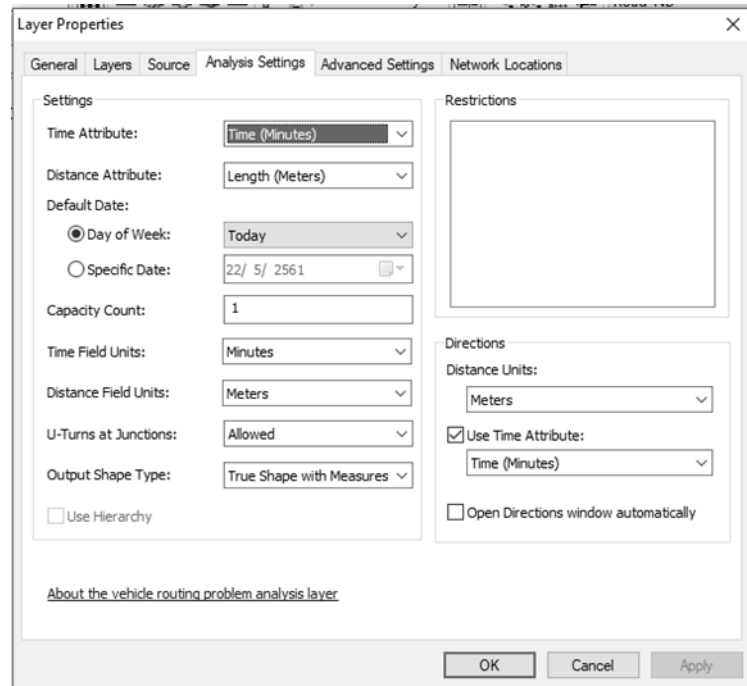 Layer Properties
General Layers Source Analysis Settings Advanced Settings Network Locations
Settings
Time Attribute: Time (Minutes)
Distance Attribute: Length (Meters)
Default Date:
Day of Week: Today
Specific Date: 22/ 5/ 2561
Capacity Count: 1
Time Field Units: Minutes
Distance Field Units: Meters
U-Turns at Junctions: Allowed
Output Shape Type: True Shape with Measures
Use Hierarchy
Restrictions
Directions
Distance Units:
Meters
Use Time Attribute:
Time (Minutes)
Open Directions window automatically
About the vehicle routing problem analysis layer
OK Cancel Apply